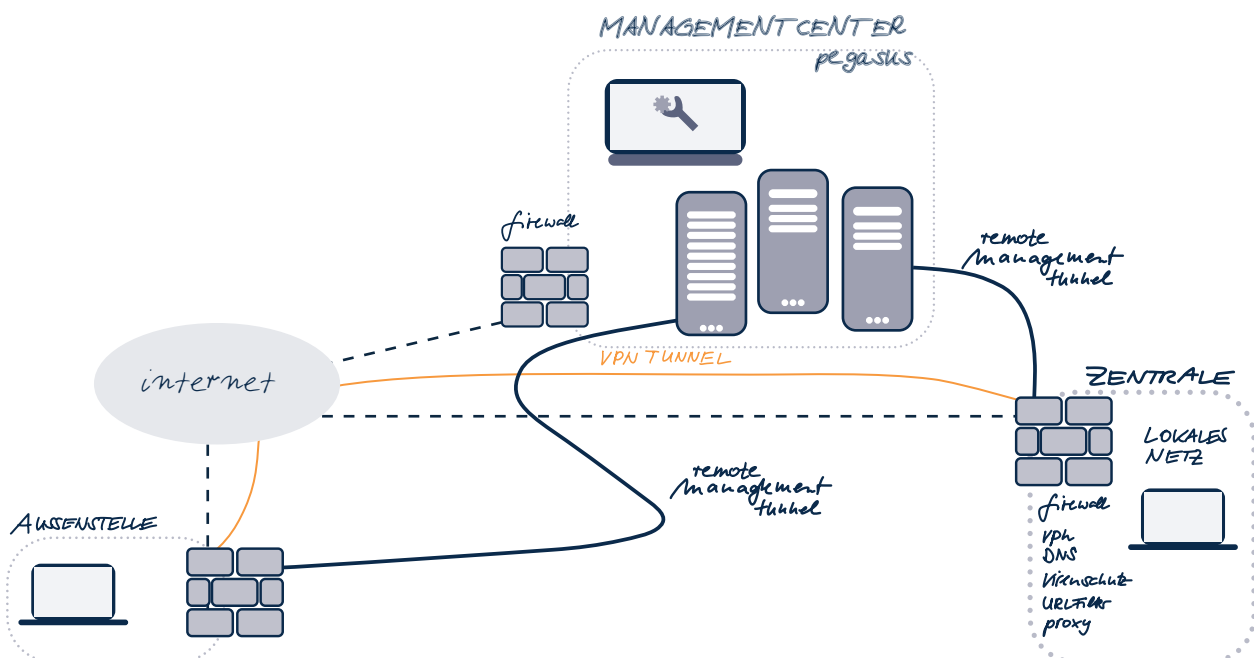 MANAGEMENTCENTER
pegasus
firewall
remote
management
tunnel
VPN TUNNEL
internet
ZENTRALE
LOKALES
NETZ
remote
management
tunnel
firewall
vpn
DNS
Virenschutz
URLFilter
proxy
AUSSENSTELLE